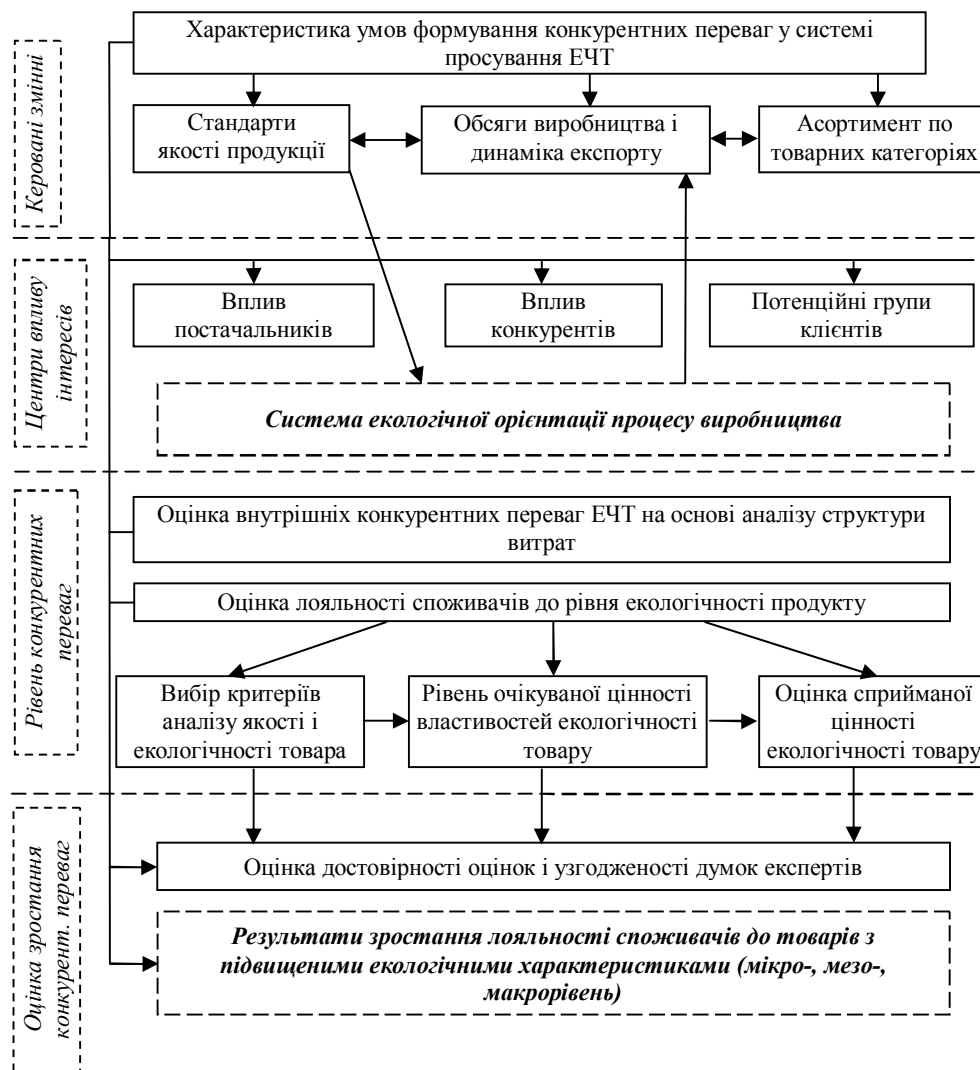 Керовані змінні
Характеристика умов формування конкурентних переваг у системі
просування ЕЧТ
Стандарти
якості продукції
Обсяги виробництва і
динаміка експорту
Асортимент по
товарних категоріях
Центри впливу
інтересів
Вплив
постачальників
Вплив
конкурентів
Потенційні групи
клієнтів
Система екологічної орієнтації процесу виробництва
Рівень конкурентних
переваг
Оцінка внутрішніх конкурентних переваг ЕЧТ на основі аналізу структури
витрат
Оцінка лояльності споживачів до рівня екологічності продукту
Вибір критеріїв
аналізу якості і
екологічності товара
Рівень очікуваної цінності
властивостей екологічності
товару
Оцінка сприйманої
цінності
екологічності товару
Оцінка зростання
конкурент. переваг
Оцінка достовірності оцінок і узгодженості думок експертів
Результати зростання лояльності споживачів до товарів з
підвищеними екологічними характеристиками (мікро-, мезо-,
макрорівень)